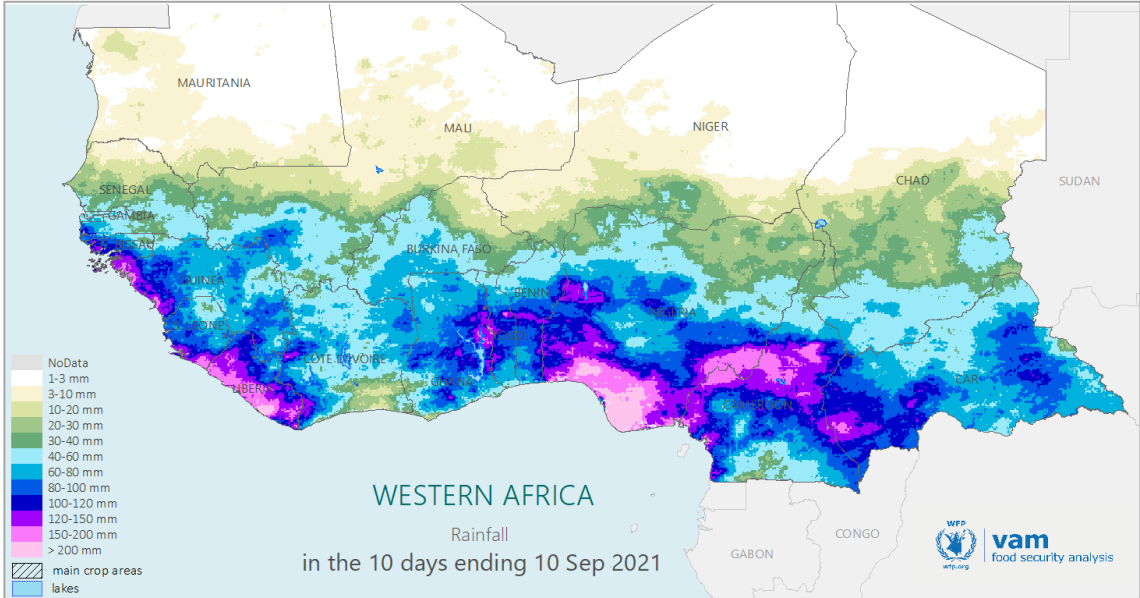 MAURITANIA
MALI
NIGER
CHAD
SUDAN
SENEGAL
GAMBIA
BISSAU
BURKINA FASO
GUINEA
BENIN
NIGERIA
LEONE
COTE D'IVOIRE
LIBERIA
GHANA
CAMEROON
CAR
GABON
CONGO
NoData
1-3 mm
3-10 mm
10-20 mm
20-30 mm
30-40 mm
40-60 mm
60-80 mm
80-100 mm
100-120 mm
120-150 mm
150-200 mm
> 200 mm
main crop areas
lakes
WESTERN AFRICA
Rainfall
in the 10 days ending 10 Sep 2021
WFP
wfp.org
vam
food security analysis